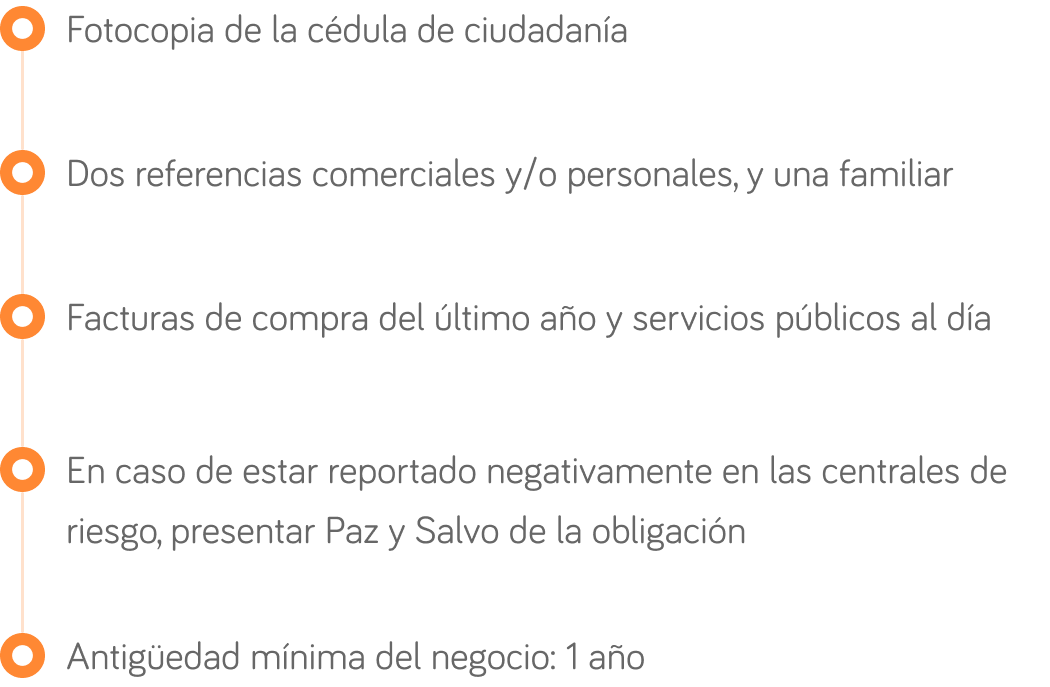 Fotocopia de la cédula de ciudadanía
Dos referencias comerciales y/o personales, y una familiar
Facturas de compra del último año y servicios públicos al día
En caso de estar reportado negativamente en las centrales de
riesgo, presentar Paz y Salvo de la obligación
Antigüedad mínima del negocio: 1 año